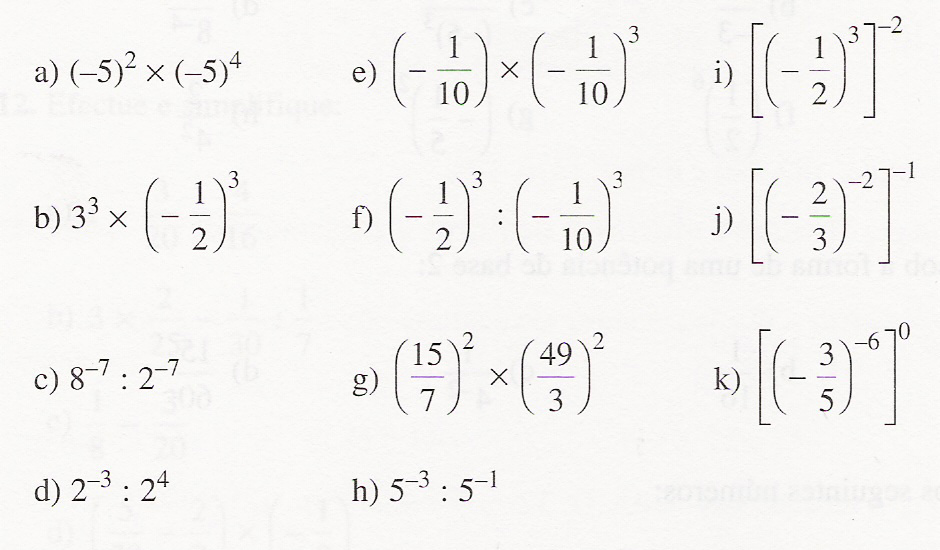 a) (–5)² × (–5)⁴
b) 3³ × (– 1/2)³
c) 8⁻⁷ : 2⁻⁷
d) 2⁻³ : 2⁴
e) (– 1/10) × (– 1/10)³
f) (– 1/2)³ : (– 1/10)³
g) (15/7)² × (49/3)²
h) 5⁻³ : 5⁻¹
i) [(– 1/2)³]⁻²
j) [(– 2/3)⁻²]⁻¹
k) [(– 3/5)⁻⁶]⁰